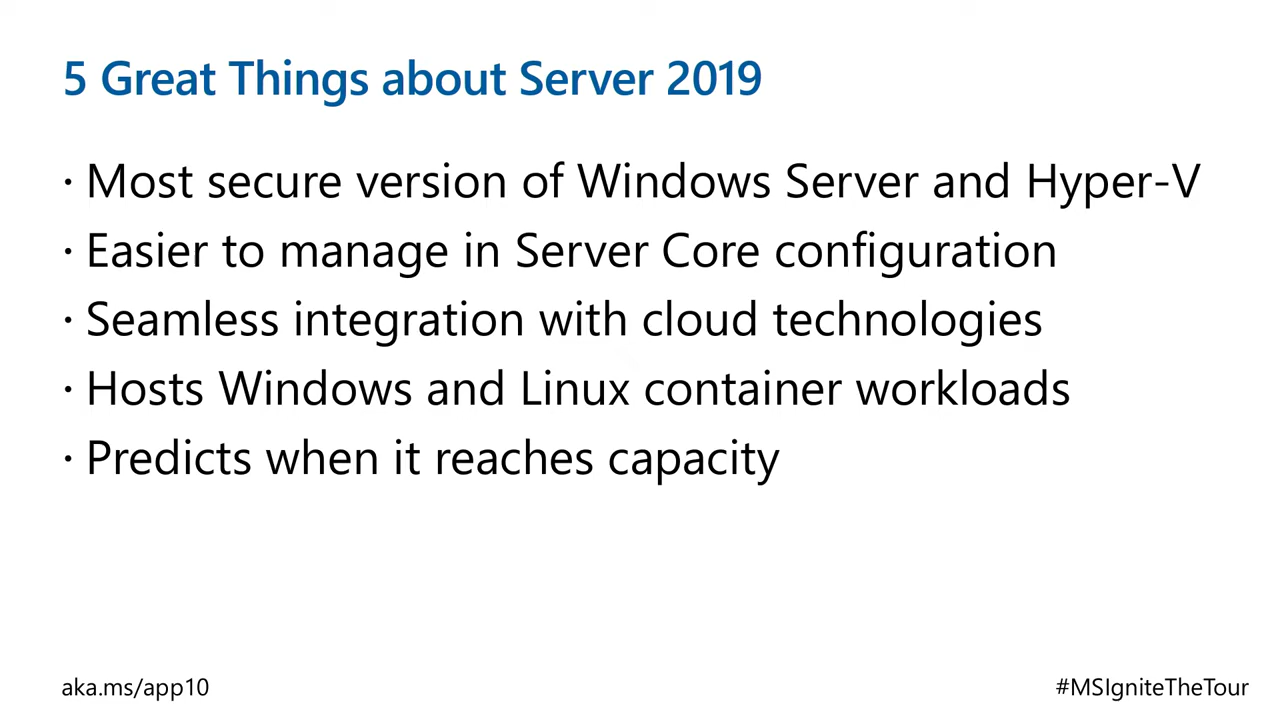 5 Great Things about Server 2019
· Most secure version of Windows Server and Hyper-V
· Easier to manage in Server Core configuration
· Seamless integration with cloud technologies
· Hosts Windows and Linux container workloads
· Predicts when it reaches capacity
aka.ms/app10
#MSIgniteTheTour